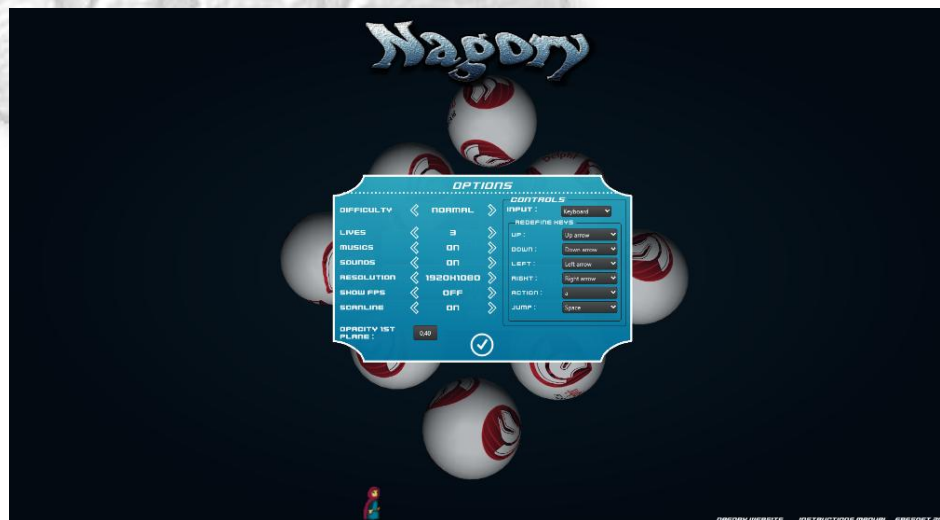 Nagory
OPTIONS
DIFFICULTY NORMAL
LIVES 3
MUSICS ON
SOUNDS ON
RESOLUTION 1920X1080
SHOW FPS OFF
SCANLINE ON
OPACITY 1ST
PLANE : 0.40
CONTROLS
INPUT : Keyboard
REDEFINE KEYS
UP : Up arrow
DOWN : Down arrow
LEFT : Left arrow
RIGHT : Right arrow
ACTION : a
JUMP : Space
NAGORY WEBSITE INSTRUCTIONS MANUAL